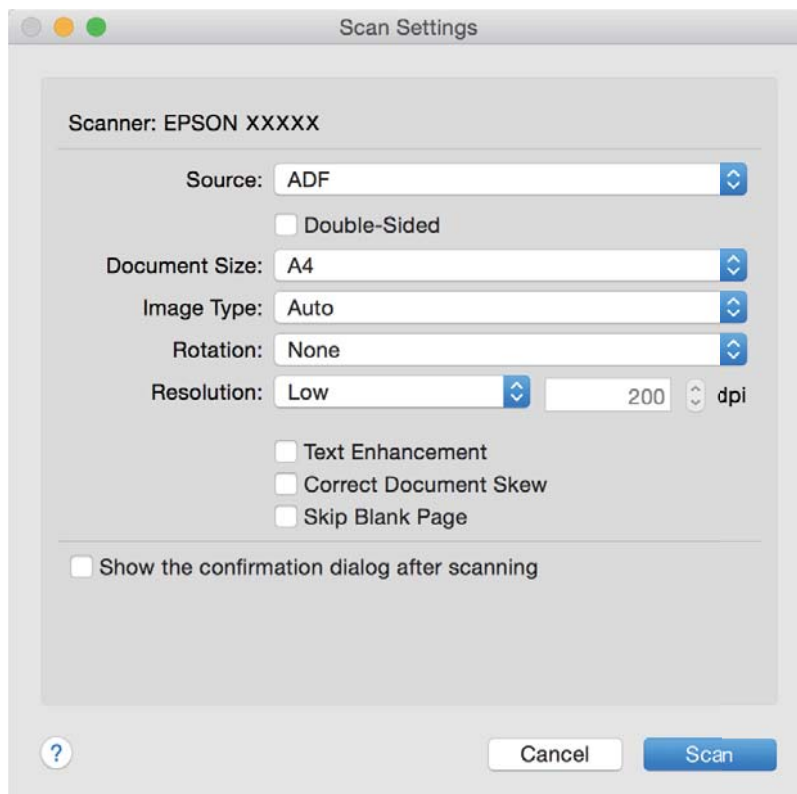 Scan Settings
Scanner: EPSON XXXXX
Source: ADF
Double-Sided
Document Size: A4
Image Type: Auto
Rotation: None
Resolution: Low 200 dpi
Text Enhancement
Correct Document Skew
Skip Blank Page
Show the confirmation dialog after scanning
? Cancel Scan